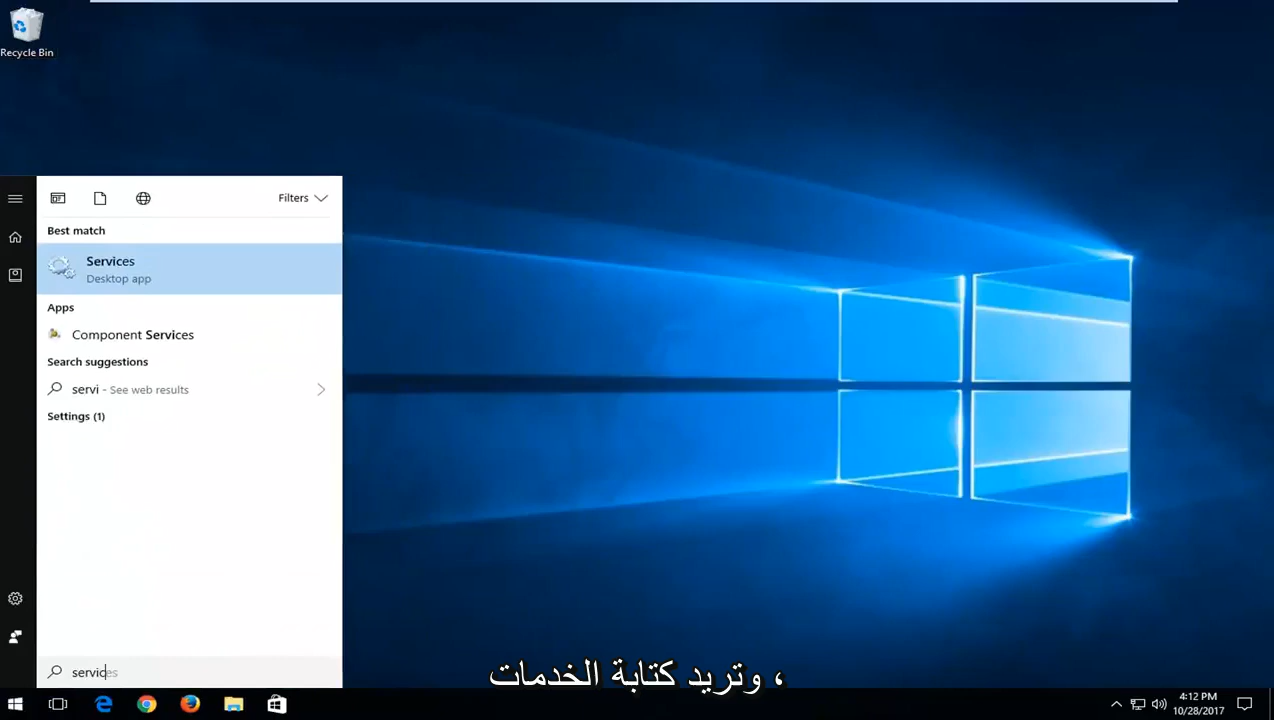 Recycle Bin
Filters
Best match
Services
Desktop app
Apps
Component Services
Search suggestions
servi - See web results
Settings (1)
services
، وتريد كتابة الخدمات
4:12 PM
10/28/2017